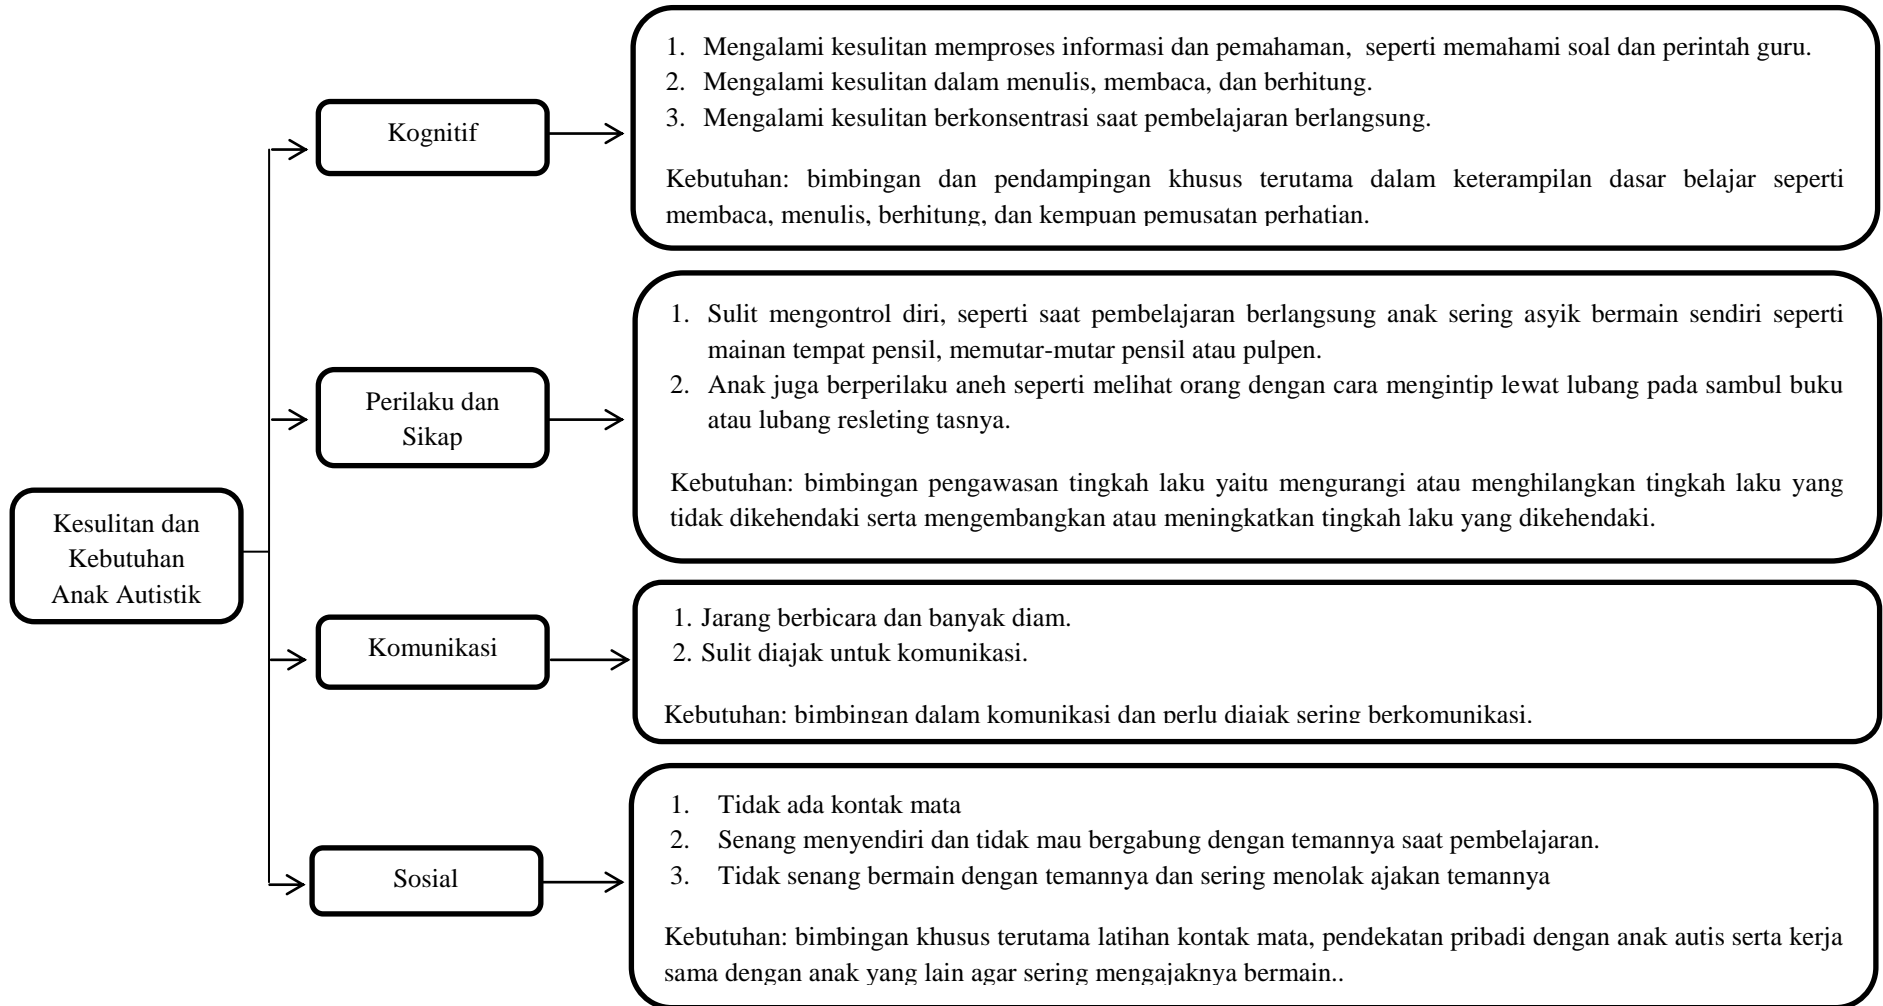 Kesulitan dan
Kebutuhan
Anak Autistik
Kognitif
1. Mengalami kesulitan memproses informasi dan pemahaman, seperti memahami soal dan perintah guru.
2. Mengalami kesulitan dalam menulis, membaca, dan berhitung.
3. Mengalami kesulitan berkonsentrasi saat pembelajaran berlangsung.
Kebutuhan: bimbingan dan pendampingan khusus terutama dalam keterampilan dasar belajar seperti
membaca, menulis, berhitung, dan kempuan pemusatan perhatian.
Perilaku dan
Sikap
1. Sulit mengontrol diri, seperti saat pembelajaran berlangsung anak sering asyik bermain sendiri seperti
mainan tempat pensil, memutar-mutar pensil atau pulpen.
2. Anak juga berperilaku aneh seperti melihat orang dengan cara mengintip lewat lubang pada sambul buku
atau lubang resleting tasnya.
Kebutuhan: bimbingan pengawasan tingkah laku yaitu mengurangi atau menghilangkan tingkah laku yang
tidak dikehendaki serta mengembangkan atau meningkatkan tingkah laku yang dikehendaki.
Komunikasi
1. Jarang berbicara dan banyak diam.
2. Sulit diajak untuk komunikasi.
Kebutuhan: bimbingan dalam komunikasi dan perlu diajak sering berkomunikasi.
Sosial
1. Tidak ada kontak mata
2. Senang menyendiri dan tidak mau bergabung dengan temannya saat pembelajaran.
3. Tidak senang bermain dengan temannya dan sering menolak ajakan temannya
Kebutuhan: bimbingan khusus terutama latihan kontak mata, pendekatan pribadi dengan anak autis serta kerja
sama dengan anak yang lain agar sering mengajaknya bermain..